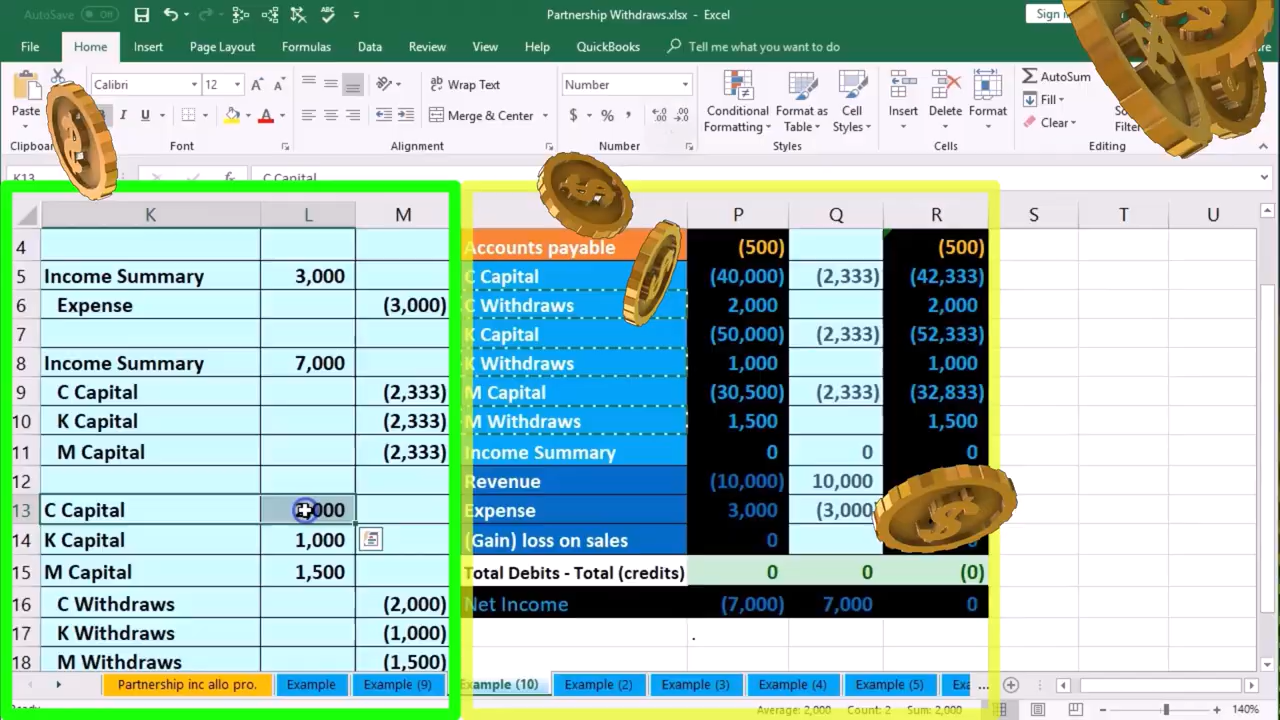 AutoSave Off Partnership Withdraws.xlsx - Excel Sign in
File Home Insert Page Layout Formulas Data Review View Help QuickBooks Tell me what you want to do
Calibri 12 Wrap Text Number AutoSum
Paste Merge & Center Conditional Formatting Format as Table Cell Styles Insert Delete Format Fill Clear
Font Alignment Number Styles Cells Editing
K13 C Capital
K L M P Q R S T U
4 Accounts payable (500) (500)
5 Income Summary 3,000 C Capital (40,000) (2,333) (42,333)
6 Expense (3,000) C Withdraws 2,000 2,000
7 K Capital (50,000) (2,333) (52,333)
8 Income Summary 7,000 K Withdraws 1,000 1,000
9 C Capital (2,333) M Capital (30,500) (2,333) (32,833)
10 K Capital (2,333) M Withdraws 1,500 1,500
11 M Capital (2,333) Income Summary 0 0 0
12 Revenue (10,000) 10,000
13 C Capital Expense 3,000 (3,000
14 K Capital 1,000 (Gain) loss on sales 0
15 M Capital 1,500 Total Debits - Total (credits) 0 0 (0)
16 C Withdraws (2,000) Net Income (7,000) 7,000 0
17 K Withdraws (1,000) .
18 M Withdraws (1,500)
Partnership inc allo pro. Example Example (9) Example (10) Example (2) Example (3) Example (4) Example (5) ...
Average: 2,000 Count: 2 Sum: 2,000 140%